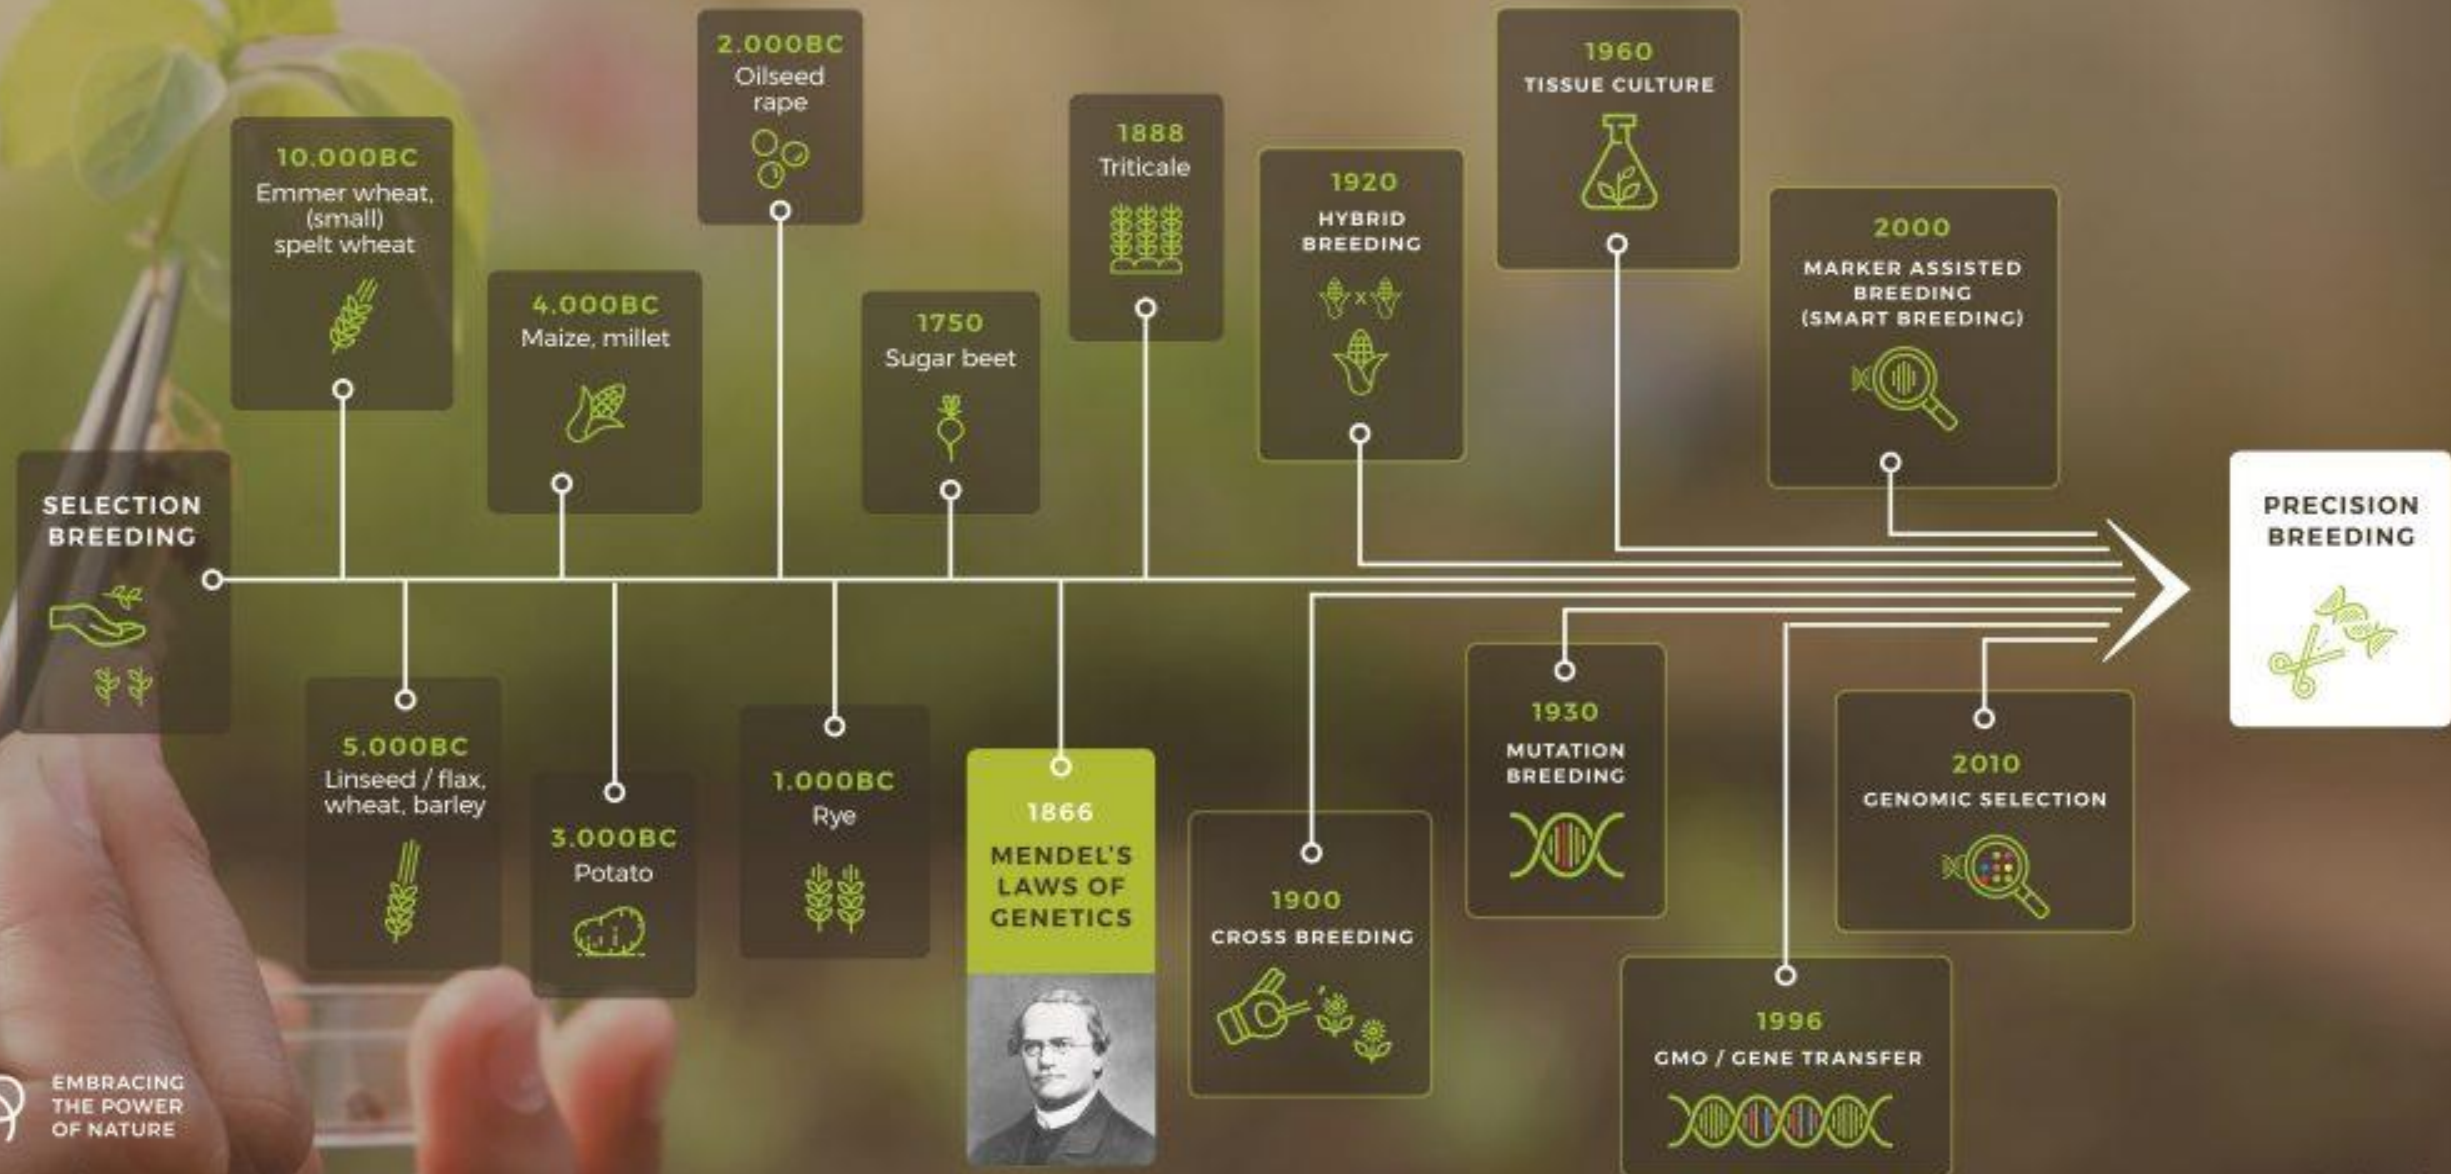 SELECTION
BREEDING
10.000BC
Emmer wheat,
(small)
spelt wheat
5.000BC
Linseed / flax,
wheat, barley
4.000BC
Maize, millet
3.000BC
Potato
2.000BC
Oilseed
rape
1.000BC
Rye
1750
Sugar beet
1866
MENDEL'S
LAWS OF
GENETICS
1888
Triticale
1900
CROSS BREEDING
1920
HYBRID
BREEDING
x
1930
MUTATION
BREEDING
1960
TISSUE CULTURE
1996
GMO / GENE TRANSFER
2000
MARKER ASSISTED
BREEDING
(SMART BREEDING)
2010
GENOMIC SELECTION
PRECISION
BREEDING
EMBRACING
THE POWER
OF NATURE